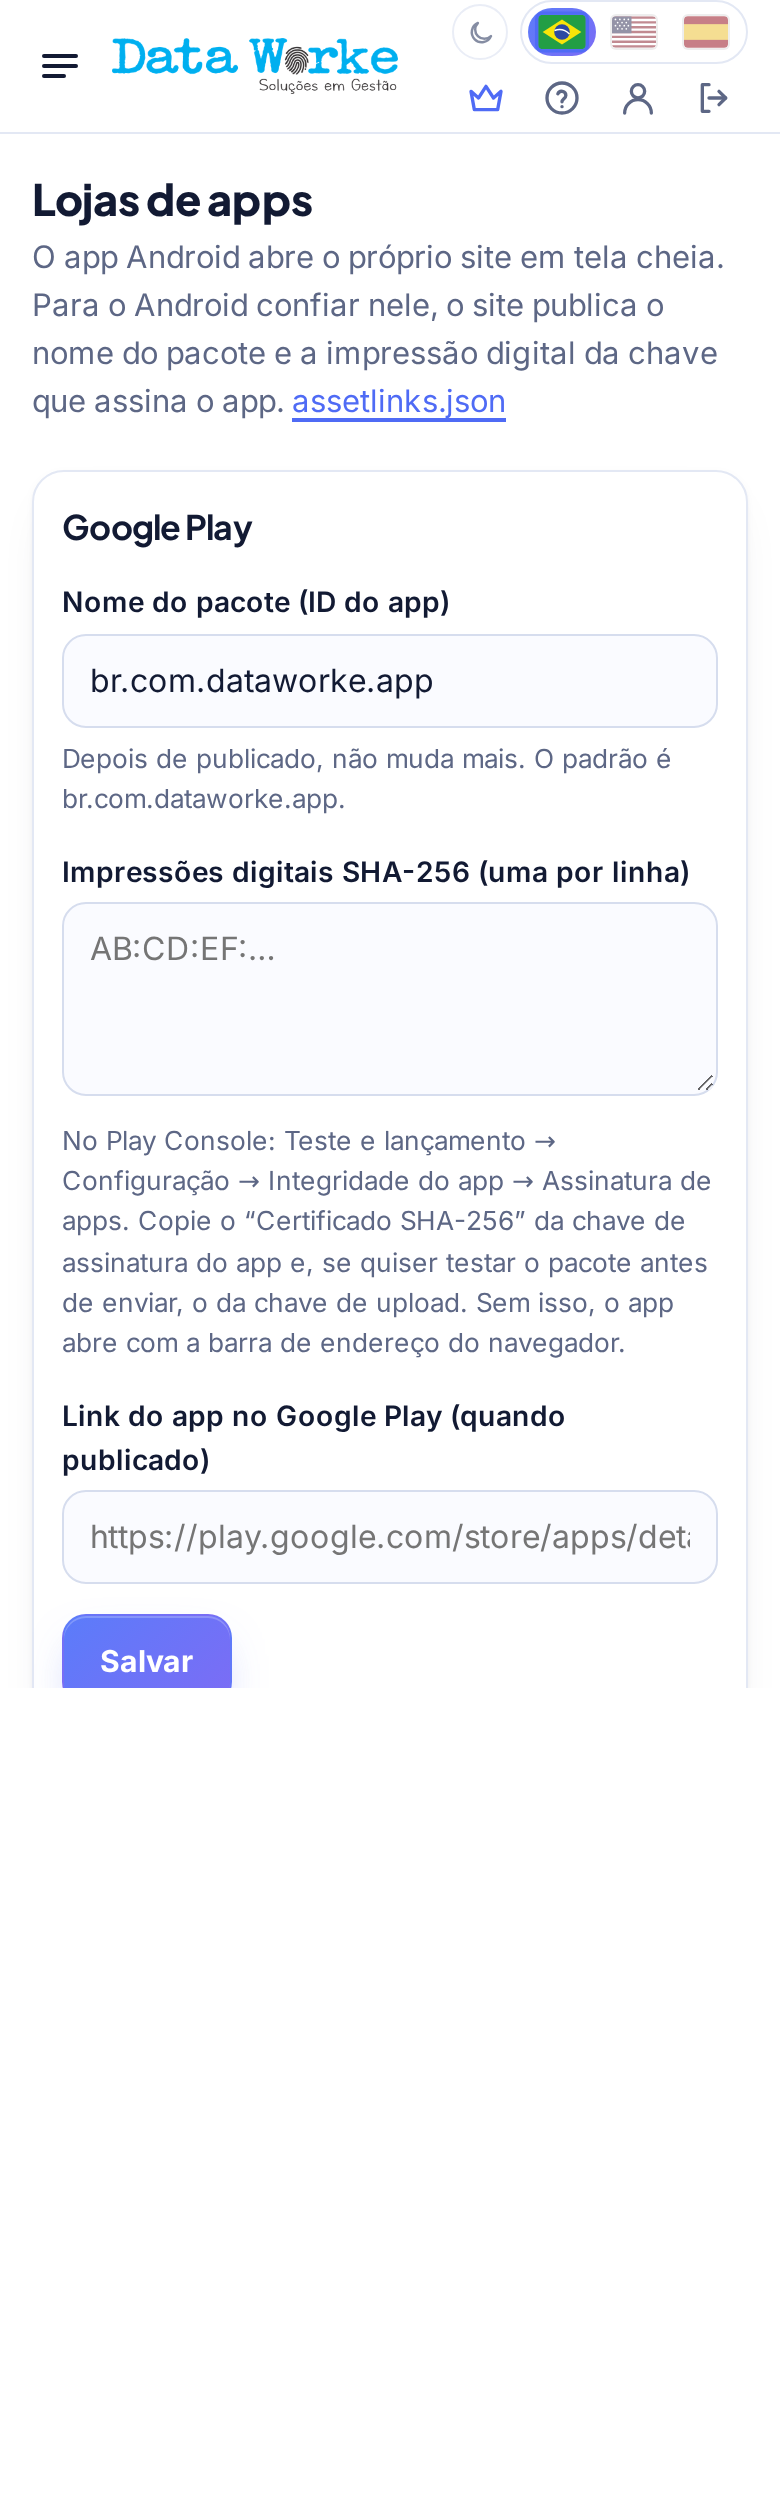 Data Worke
Soluções em Gestão
Lojas de apps
O app Android abre o próprio site em tela cheia.
Para o Android confiar nele, o site publica o
nome do pacote e a impressão digital da chave
que assina o app. assetlinks.json
Google Play
Nome do pacote (ID do app)
br.com.dataworke.app
Depois de publicado, não muda mais. O padrão é
br.com.dataworke.app.
Impressões digitais SHA-256 (uma por linha)
AB:CD:EF:...
No Play Console: Teste e lançamento →
Configuração → Integridade do app → Assinatura de
apps. Copie o “Certificado SHA-256” da chave de
assinatura do app e, se quiser testar o pacote antes
de enviar, o da chave de upload. Sem isso, o app
abre com a barra de endereço do navegador.
Link do app no Google Play (quando
publicado)
https://play.google.com/store/apps/deta
Salvar